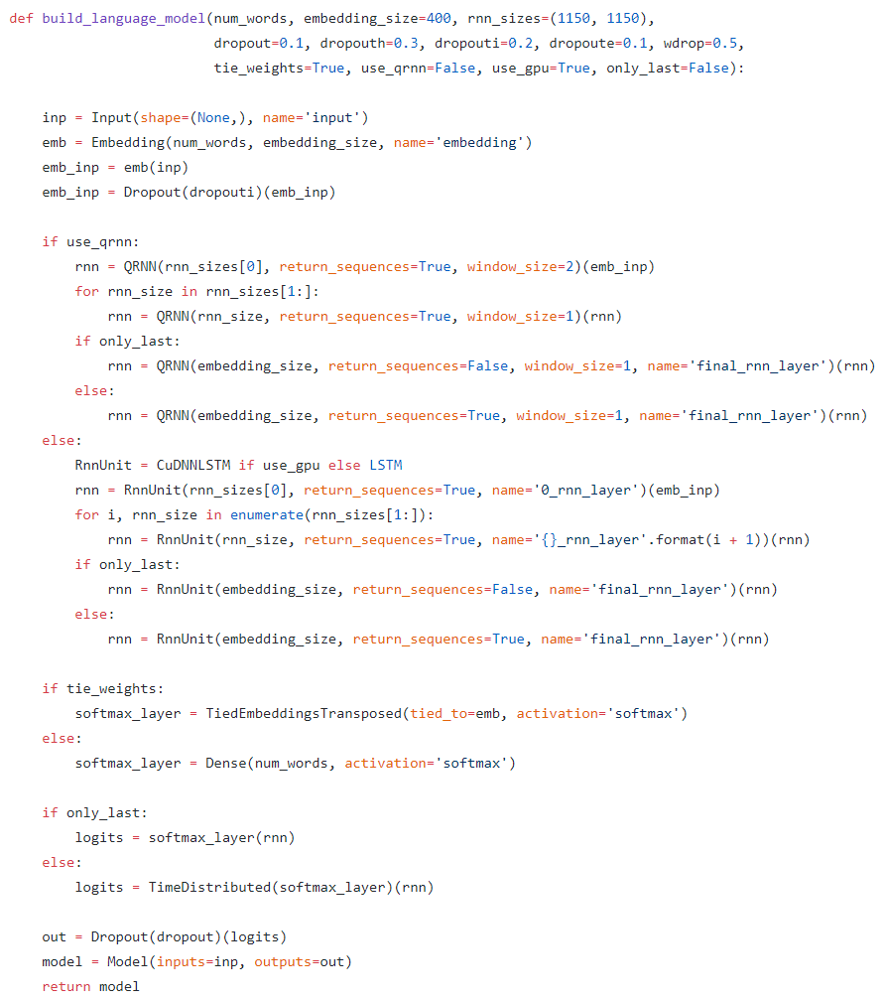 def build_language_model(num_words, embedding_size=400, rnn_sizes=(1150, 1150),
                         dropout=0.1, dropouth=0.3, dropouti=0.2, dropoute=0.1, wdrop=0.5,
                         tie_weights=True, use_qrnn=False, use_gpu=True, only_last=False):

    inp = Input(shape=(None,), name='input')
    emb = Embedding(num_words, embedding_size, name='embedding')
    emb_inp = emb(inp)
    emb_inp = Dropout(dropouti)(emb_inp)

    if use_qrnn:
        rnn = QRNN(rnn_sizes[0], return_sequences=True, window_size=2)(emb_inp)
        for rnn_size in rnn_sizes[1:]:
            rnn = QRNN(rnn_size, return_sequences=True, window_size=1)(rnn)
        if only_last:
            rnn = QRNN(embedding_size, return_sequences=False, window_size=1, name='final_rnn_layer')(rnn)
        else:
            rnn = QRNN(embedding_size, return_sequences=True, window_size=1, name='final_rnn_layer')(rnn)
    else:
        RnnUnit = CuDNNLSTM if use_gpu else LSTM
        rnn = RnnUnit(rnn_sizes[0], return_sequences=True, name='0_rnn_layer')(emb_inp)
        for i, rnn_size in enumerate(rnn_sizes[1:]):
            rnn = RnnUnit(rnn_size, return_sequences=True, name='{}_rnn_layer'.format(i + 1))(rnn)
        if only_last:
            rnn = RnnUnit(embedding_size, return_sequences=False, name='final_rnn_layer')(rnn)
        else:
            rnn = RnnUnit(embedding_size, return_sequences=True, name='final_rnn_layer')(rnn)

    if tie_weights:
        softmax_layer = TiedEmbeddingsTransposed(tied_to=emb, activation='softmax')
    else:
        softmax_layer = Dense(num_words, activation='softmax')

    if only_last:
        logits = softmax_layer(rnn)
    else:
        logits = TimeDistributed(softmax_layer)(rnn)

    out = Dropout(dropout)(logits)
    model = Model(inputs=inp, outputs=out)
    return model